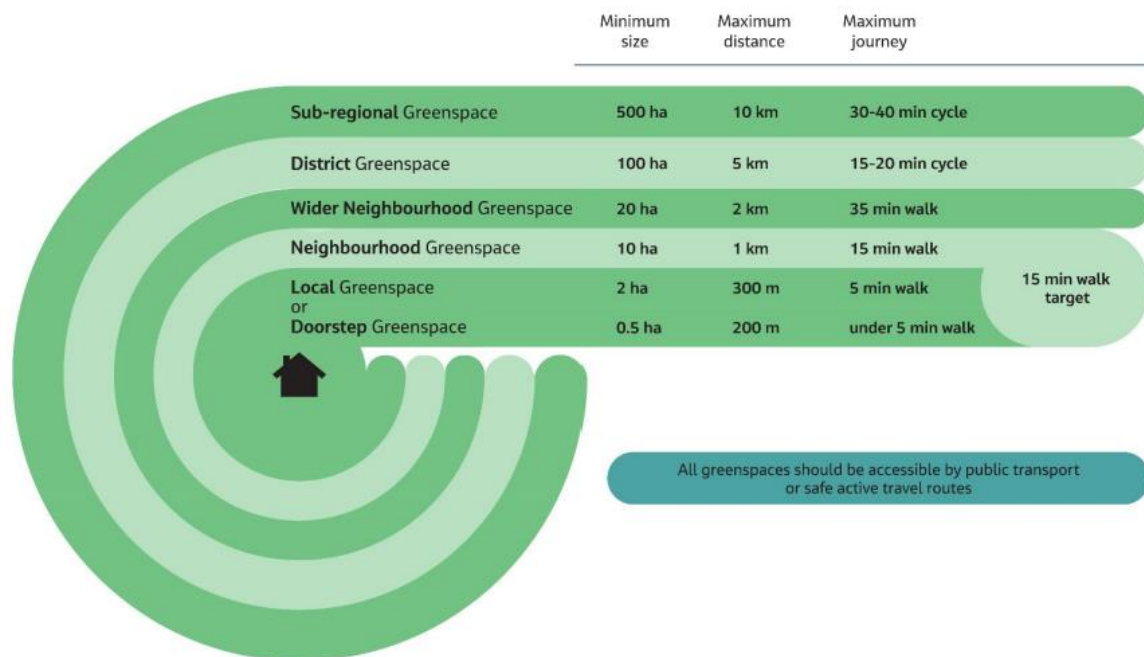 Minimum size Maximum distance Maximum journey
Sub-regional Greenspace 500 ha 10 km 30-40 min cycle
District Greenspace 100 ha 5 km 15-20 min cycle
Wider Neighbourhood Greenspace 20 ha 2 km 35 min walk
Neighbourhood Greenspace 10 ha 1 km 15 min walk
Local Greenspace 2 ha 300 m 5 min walk
or
Doorstep Greenspace 0.5 ha 200 m under 5 min walk
15 min walk
target
All greenspaces should be accessible by public transport
or safe active travel routes